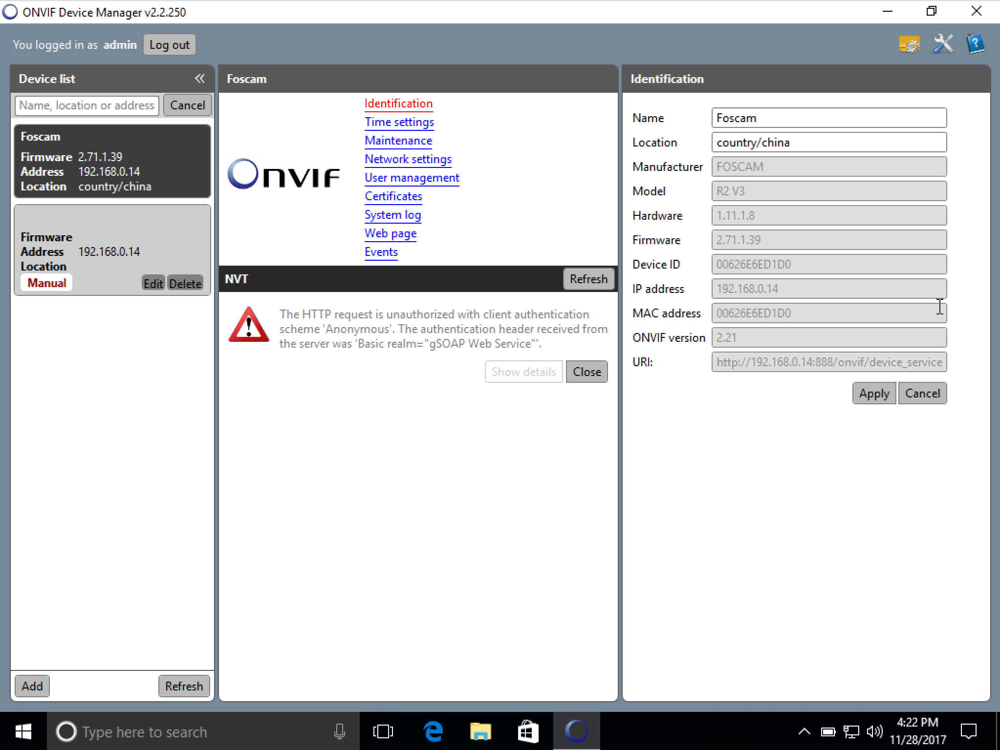 ONVIF Device Manager v2.2.250
You logged in as admin Log out
Device list
Name, location or address Cancel
Foscam
Firmware 2.71.1.39
Address 192.168.0.14
Location country/china
Firmware
Address 192.168.0.14
Location
Manual Edit Delete
Add Refresh
Foscam
ONVIF
Identification
Time settings
Maintenance
Network settings
User management
Certificates
System log
Web page
Events
NVT Refresh
The HTTP request is unauthorized with client authentication
scheme 'Anonymous'. The authentication header received from
the server was 'Basic realm="gSOAP Web Service"'.
Show details Close
Identification
Name Foscam
Location country/china
Manufacturer FOSCAM
Model R2 V3
Hardware 1.11.1.8
Firmware 2.71.1.39
Device ID 00626E6ED1D0
IP address 192.168.0.14
MAC address 00626E6ED1D0
ONVIF version 2.21
URI: http://192.168.0.14:888/onvif/device_service
Apply Cancel
Type here to search
4:22 PM
11/28/2017